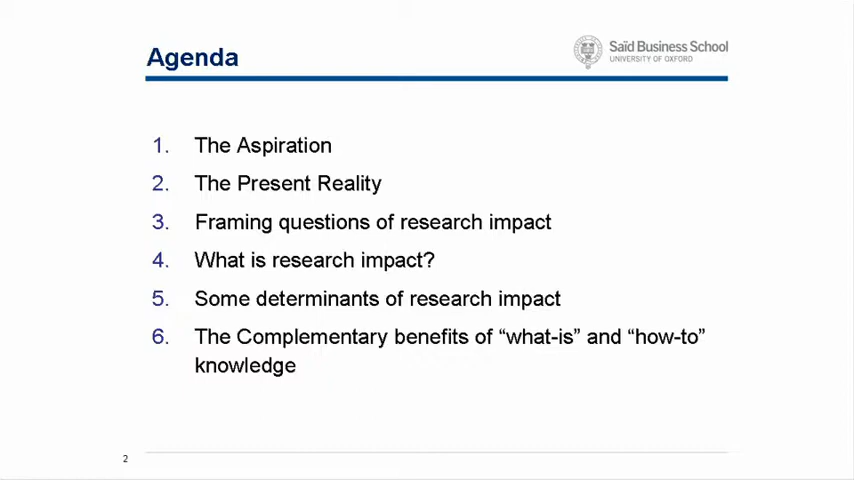 Agenda
Saïd Business School
UNIVERSITY OF OXFORD
1. The Aspiration
2. The Present Reality
3. Framing questions of research impact
4. What is research impact?
5. Some determinants of research impact
6. The Complementary benefits of “what-is” and “how-to”
knowledge
2